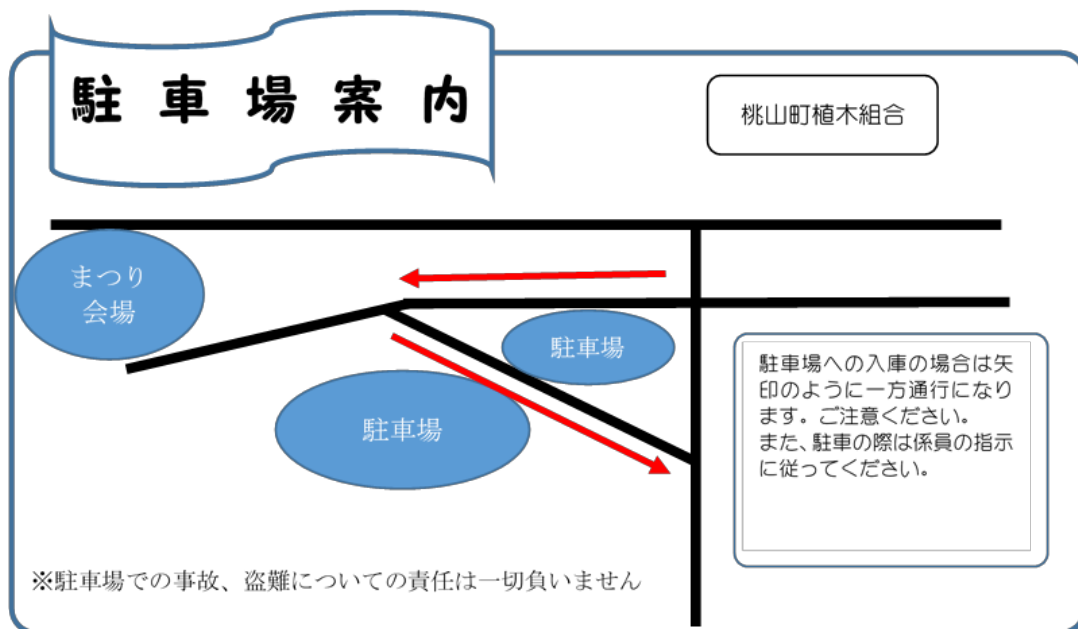 駐車場案内
桃山町植木組合
まつり
会場
駐車場
駐車場
駐車場への入庫の場合は矢
印のように一方通行になり
ます。ご注意ください。
また、駐車の際は係員の指示
に従ってください。
※駐車場での事故、盗難についての責任は一切負いません